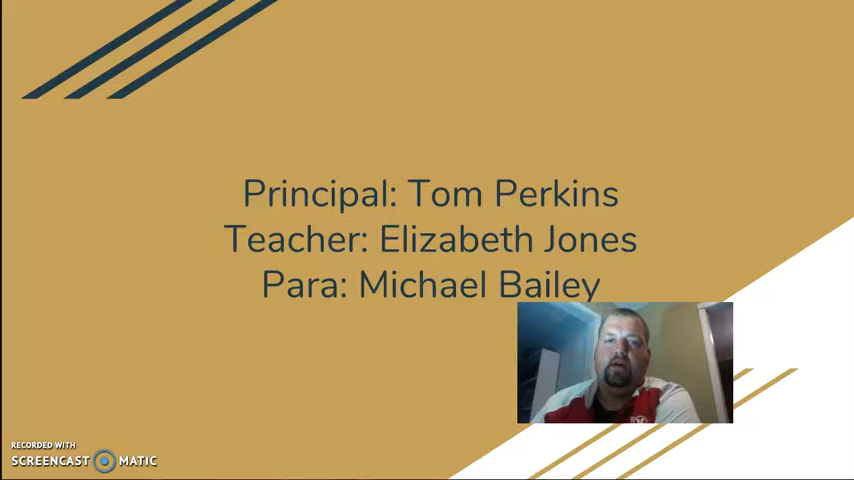 Principal: Tom Perkins
Teacher: Elizabeth Jones
Para: Michael Bailey
RECORDED WITH
SCREENCAST MATIC